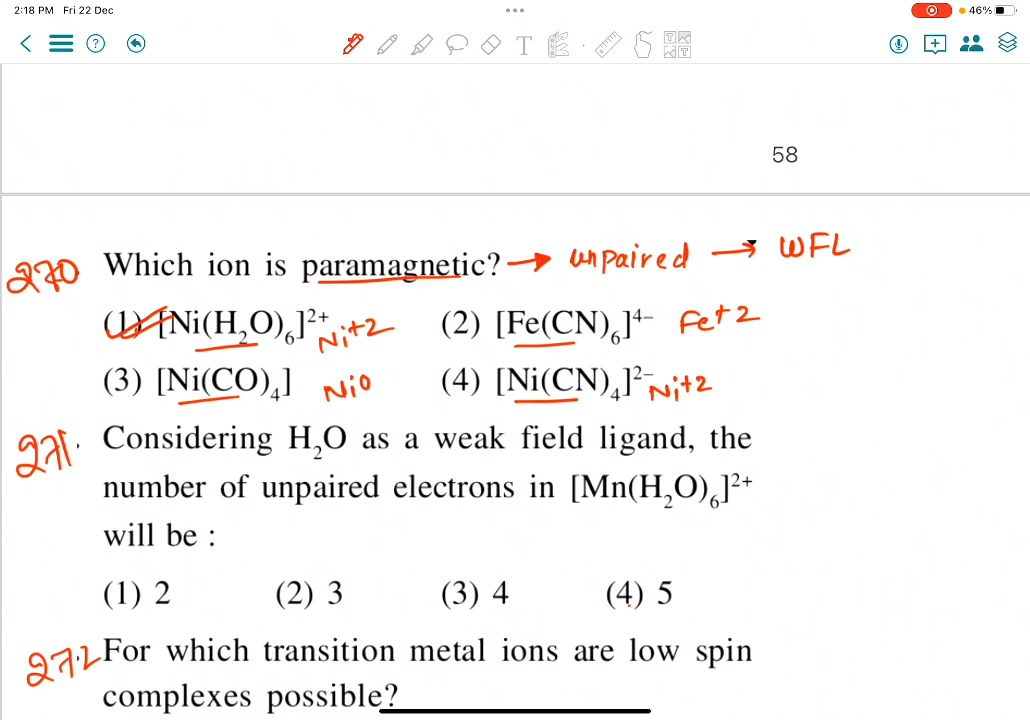 2:18 PM Fri 22 Dec
46%
T
58
270 Which ion is paramagnetic? → unpaired → WFL
(1) [Ni(H₂O)₆]²⁺ Ni+2 (2) [Fe(CN)₆]⁴⁻ Fe+2
(3) [Ni(CO)₄] Ni0 (4) [Ni(CN)₄]²⁻ Ni+2
271. Considering H₂O as a weak field ligand, the
number of unpaired electrons in [Mn(H₂O)₆]²⁺
will be :
(1) 2 (2) 3 (3) 4 (4) 5
272 For which transition metal ions are low spin
complexes possible?